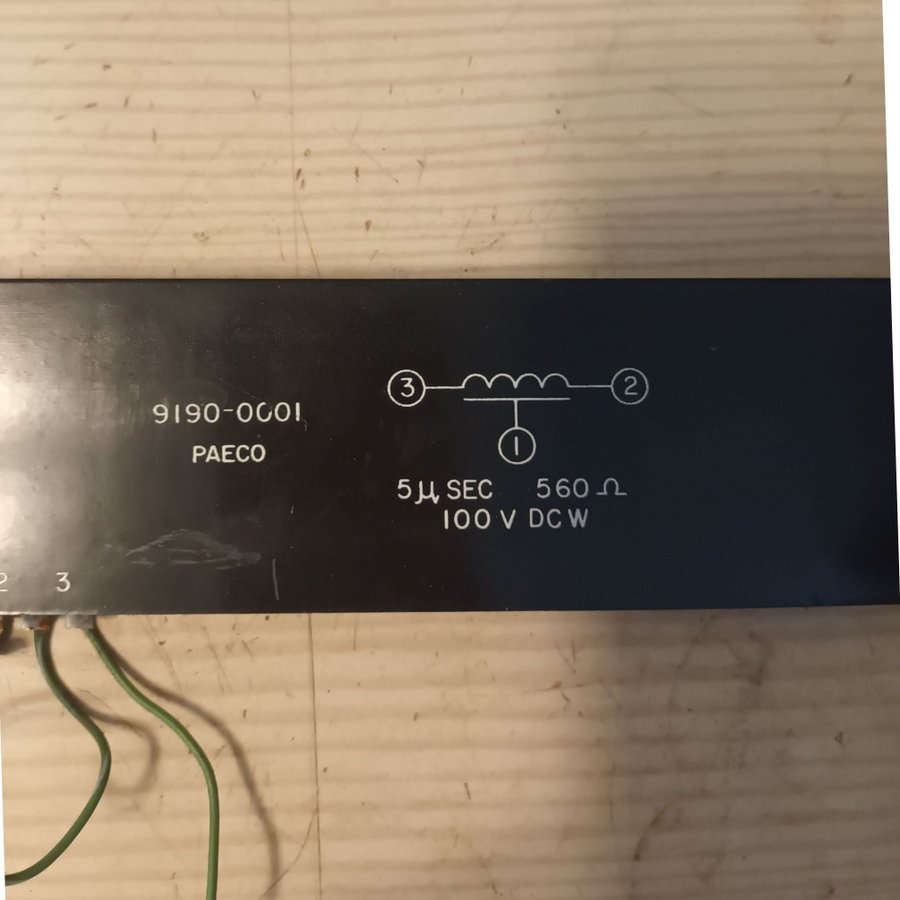 9190-0001
PAECO
3 2
1
5μ SEC 560 Ω
100 V DCW
2 3